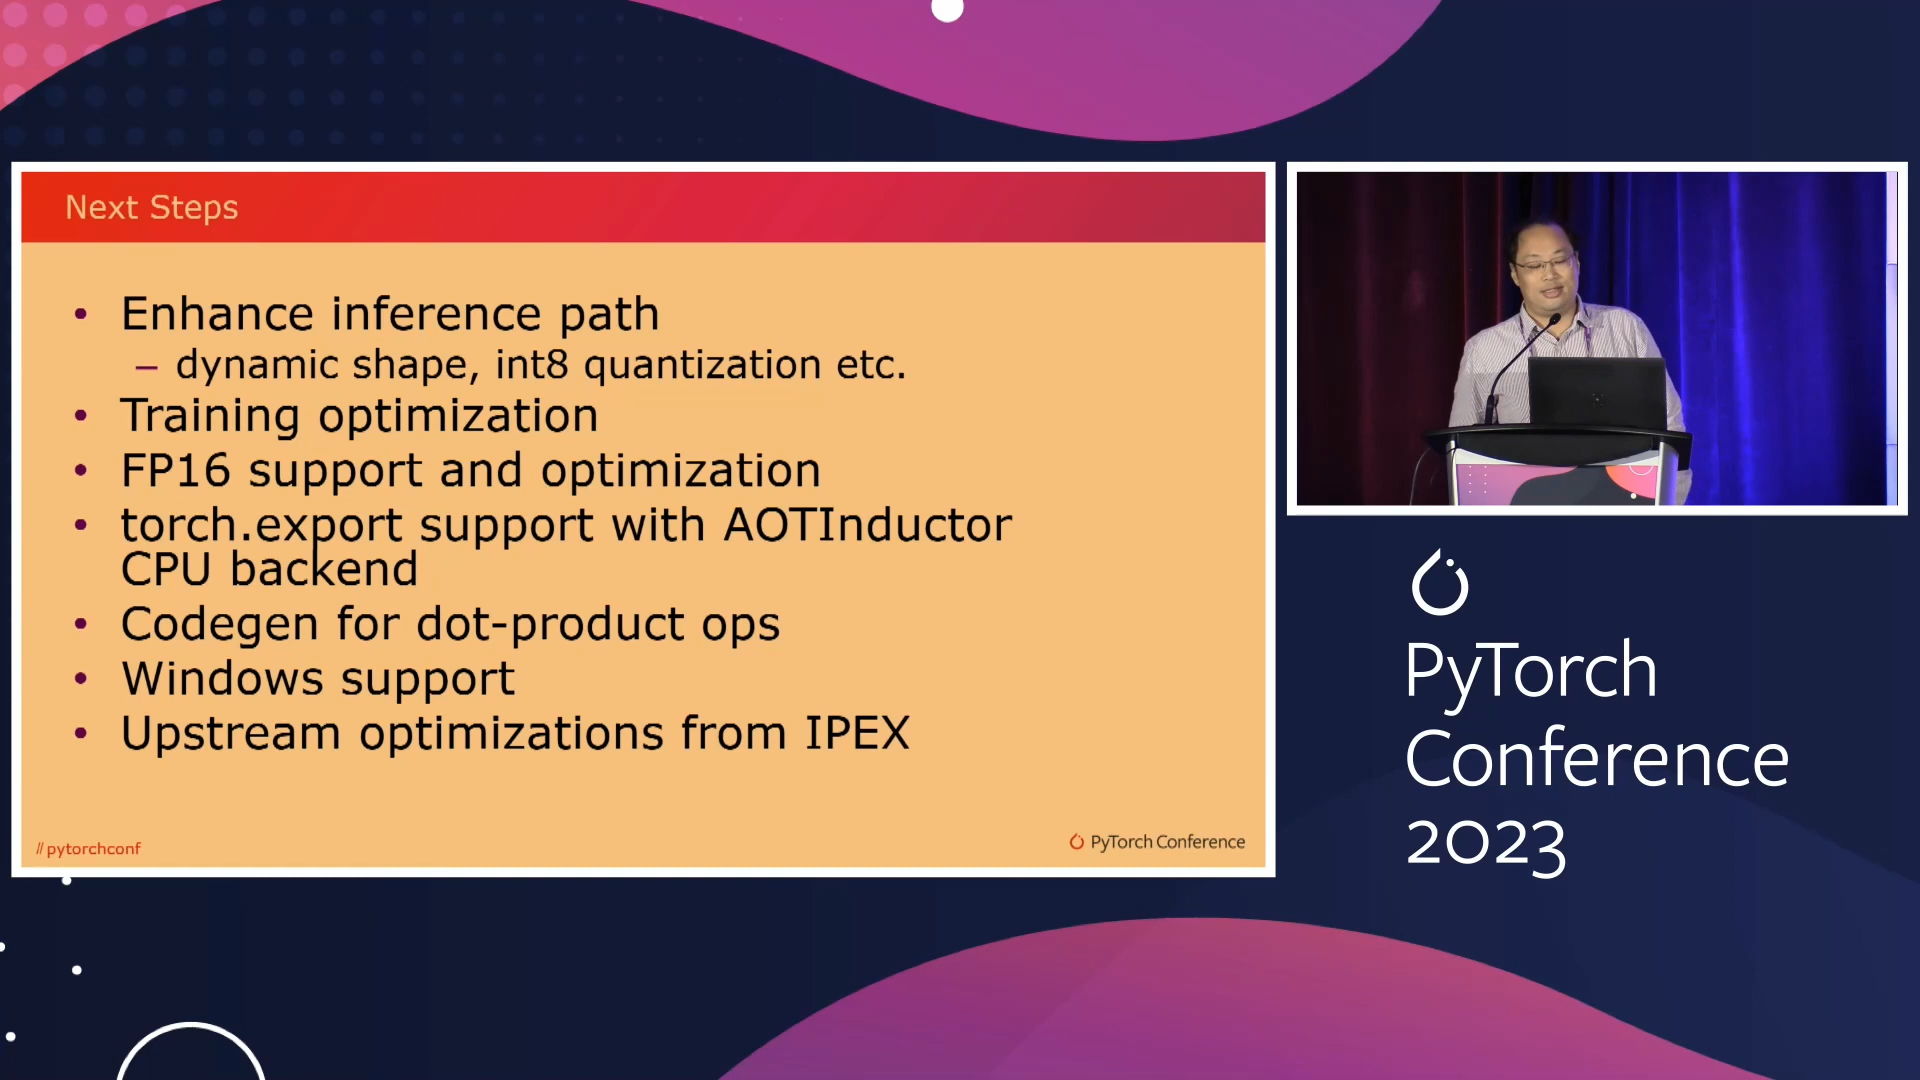 Next Steps
• Enhance inference path
– dynamic shape, int8 quantization etc.
• Training optimization
• FP16 support and optimization
• torch.export support with AOTInductor
CPU backend
• Codegen for dot-product ops
• Windows support
• Upstream optimizations from IPEX
// pytorchconf
PyTorch Conference
PyTorch
Conference
2023